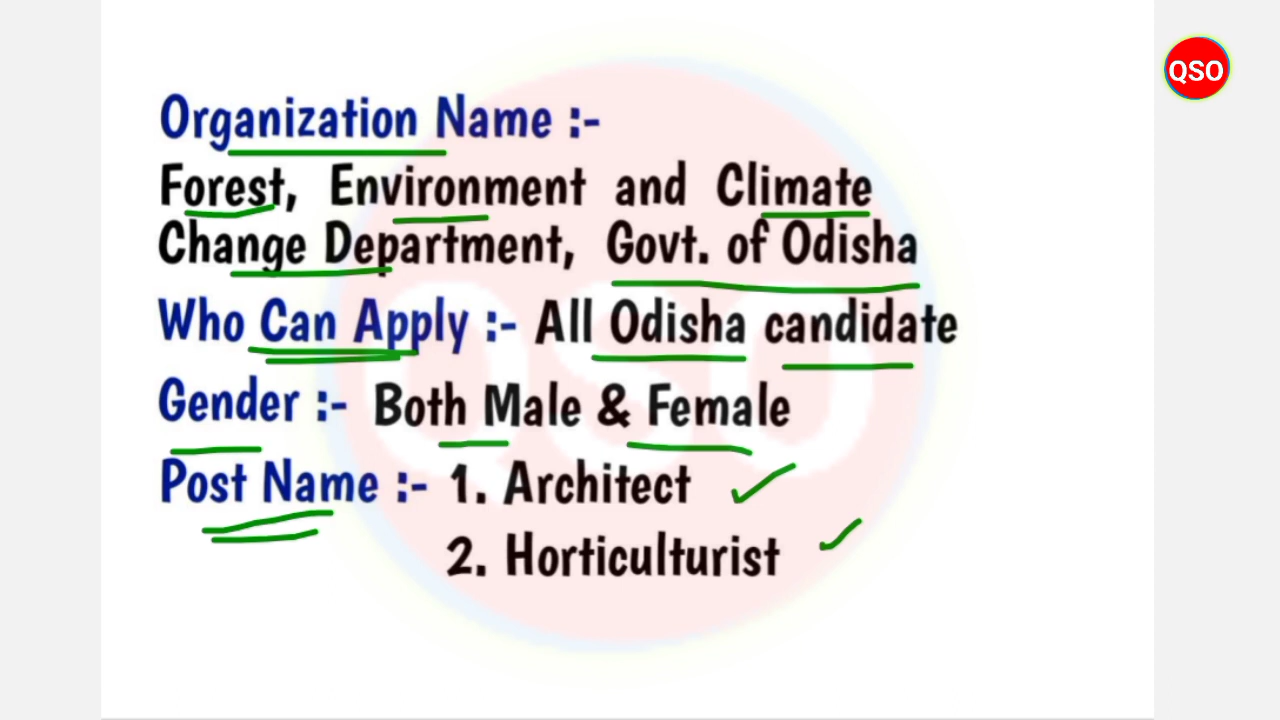 QSO
Organization Name :-
Forest, Environment and Climate
Change Department, Govt. of Odisha
Who Can Apply :- All Odisha candidate
Gender :- Both Male & Female
Post Name :- 1. Architect
2. Horticulturist
QSO